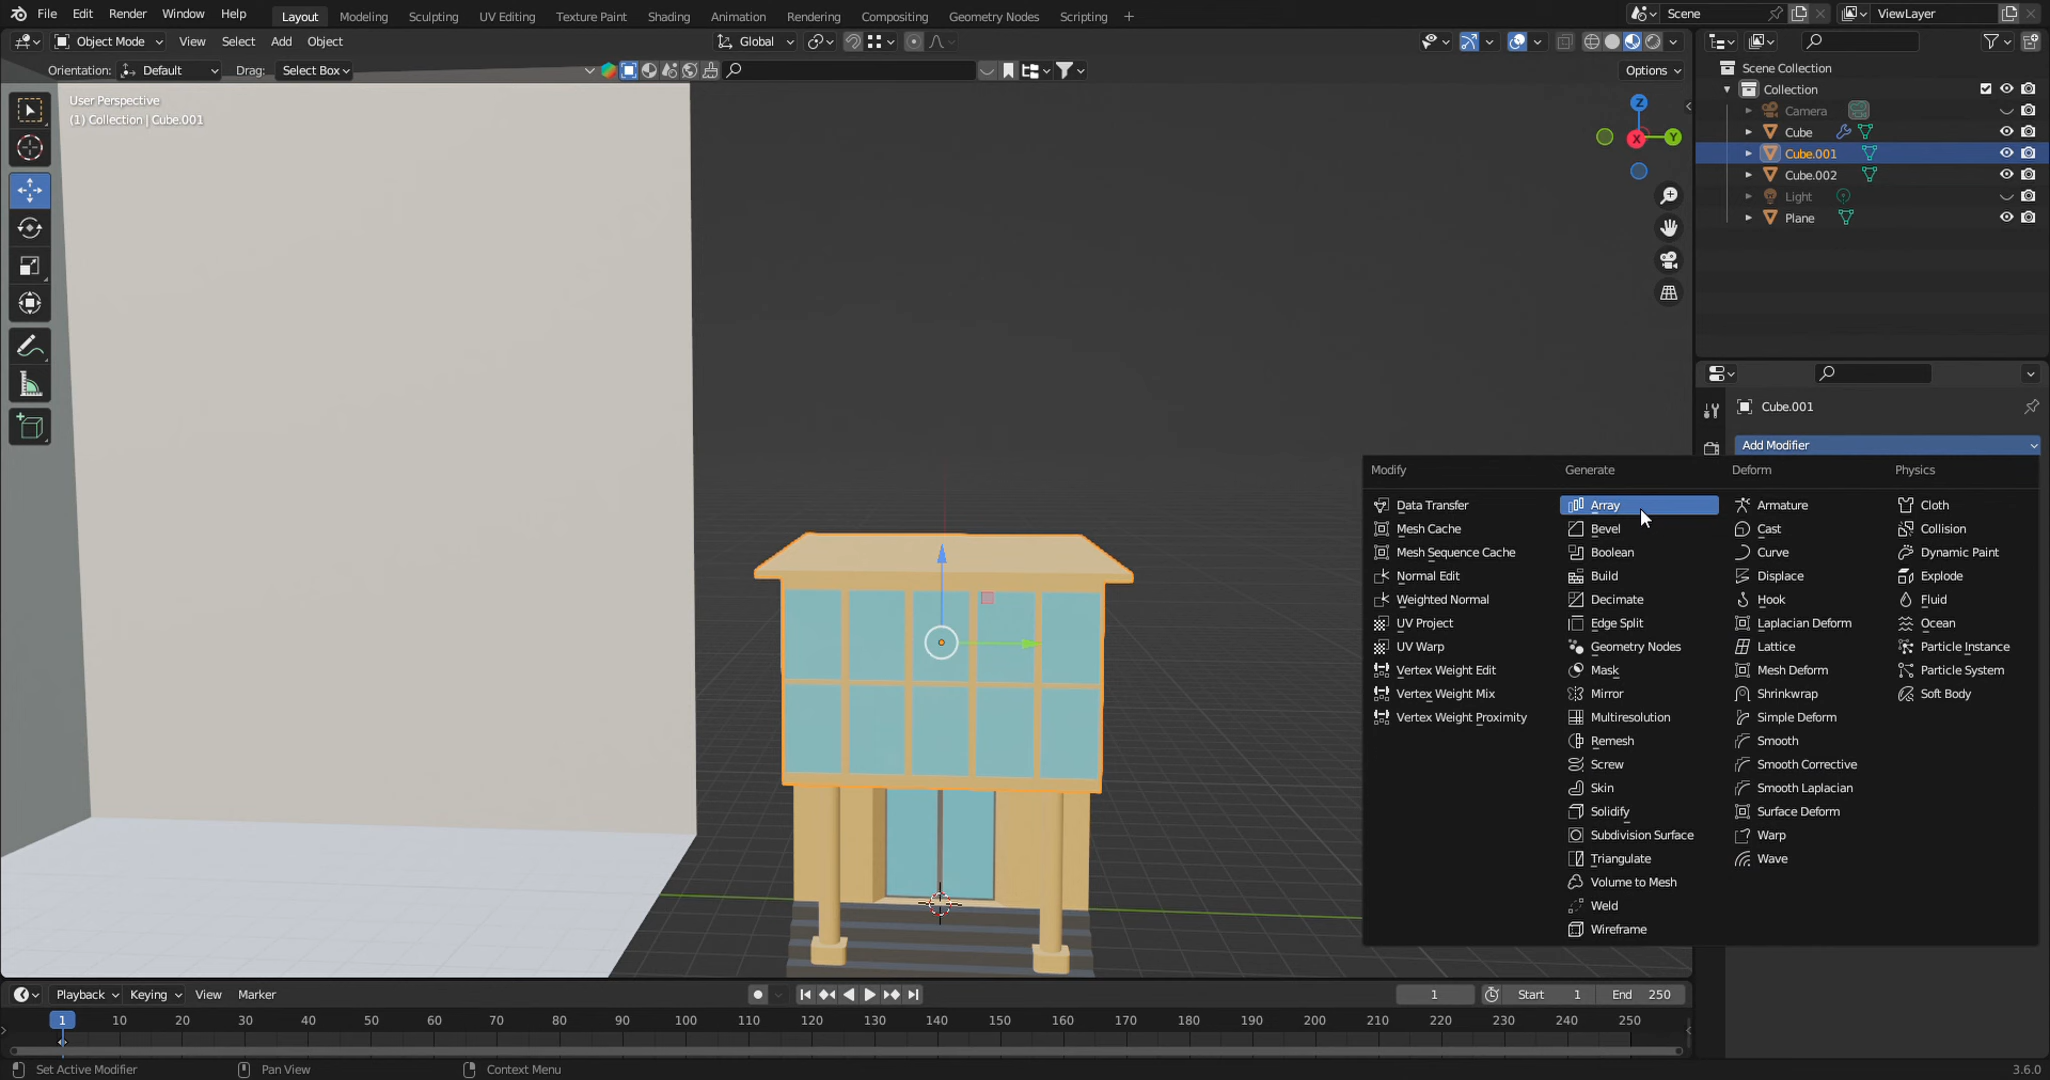 File Edit Render Window Help Layout Modeling Sculpting UV Editing Texture Paint Shading Animation Rendering Compositing Geometry Nodes Scripting + Scene ViewLayer
Object Mode View Select Add Object Global
Orientation: Default Drag: Select Box Options
User Perspective
(1) Collection | Cube.001
Z
Y
X
Scene Collection
Collection
Camera
Cube
Cube.001
Cube.002
Light
Plane
Cube.001
Add Modifier
Modify Generate Deform Physics
Data Transfer Array Armature Cloth
Mesh Cache Bevel Cast Collision
Mesh Sequence Cache Boolean Curve Dynamic Paint
Normal Edit Build Displace Explode
Weighted Normal Decimate Hook Fluid
UV Project Edge Split Laplacian Deform Ocean
UV Warp Geometry Nodes Lattice Particle Instance
Vertex Weight Edit Mask Mesh Deform Particle System
Vertex Weight Mix Mirror Shrinkwrap Soft Body
Vertex Weight Proximity Multiresolution Simple Deform
Remesh Smooth
Screw Smooth Corrective
Skin Smooth Laplacian
Solidify Surface Deform
Subdivision Surface Warp
Triangulate Wave
Volume to Mesh
Weld
Wireframe
Playback Keying View Marker 1 Start 1 End 250
1 10 20 30 40 50 60 70 80 90 100 110 120 130 140 150 160 170 180 190 200 210 220 230 240 250
Set Active Modifier Pan View Context Menu 3.6.0